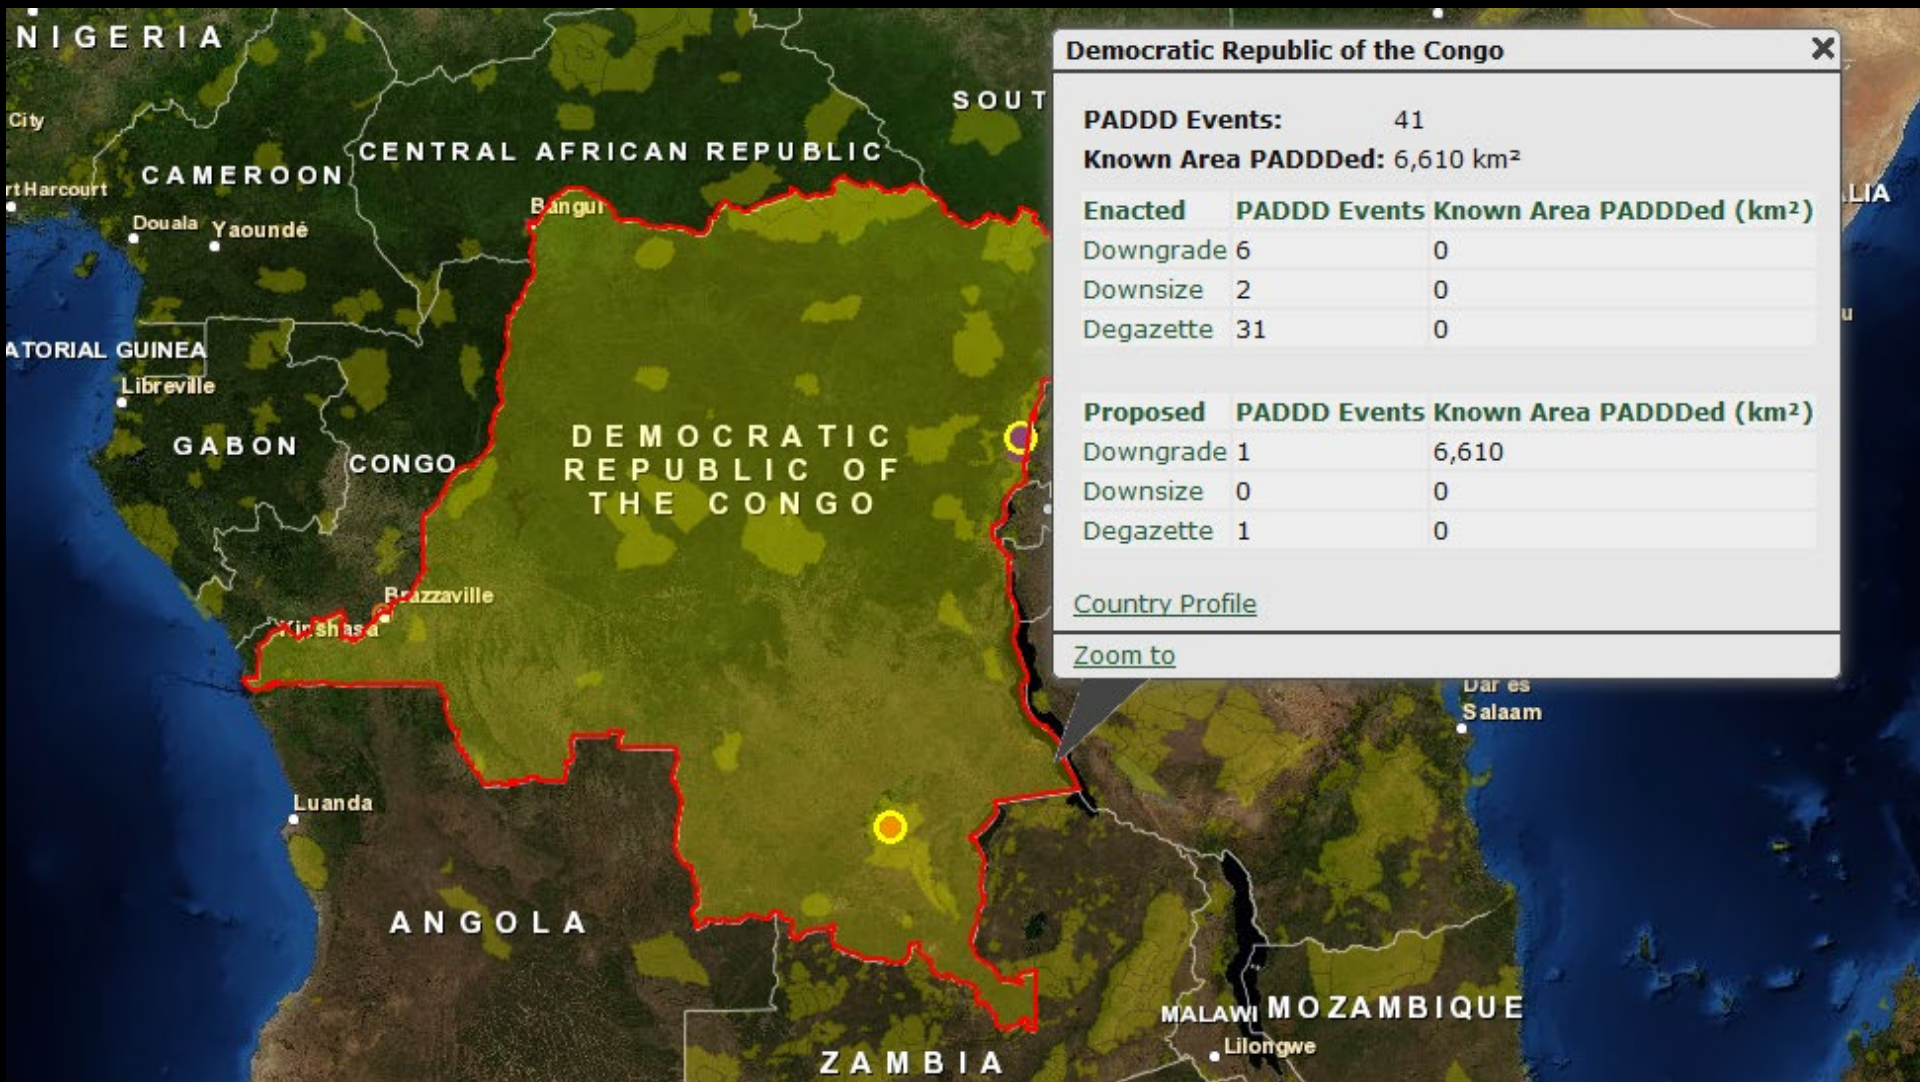 NIGERIA
City
rt Harcourt
CAMEROON
CENTRAL AFRICAN REPUBLIC
SOUT
Bangui
Douala
Yaoundé
ATORIAL GUINEA
Libreville
GABON
CONGO
DEMOCRATIC
REPUBLIC OF
THE CONGO
Brazzaville
Kinshasa
Luanda
ANGOLA
ZAMBIA
MALAWI
MOZAMBIQUE
Lilongwe
Dar es
Salaam
ALIA
u
Democratic Republic of the Congo
PADDD Events: 41
Known Area PADDDed: 6,610 km²
Enacted PADDD Events Known Area PADDDed (km²)
Downgrade 6 0
Downsize 2 0
Degazette 31 0
Proposed PADDD Events Known Area PADDDed (km²)
Downgrade 1 6,610
Downsize 0 0
Degazette 1 0
Country Profile
Zoom to